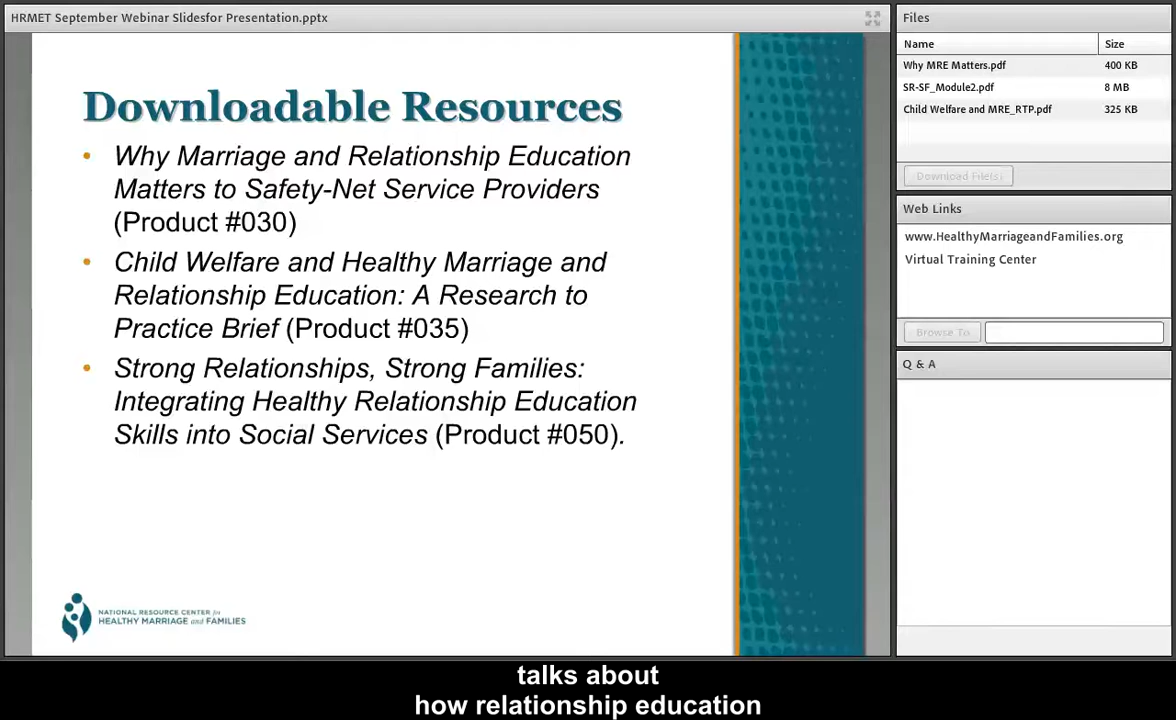 HRMET September Webinar Slidesfor Presentation.pptx
Downloadable Resources
• Why Marriage and Relationship Education
Matters to Safety-Net Service Providers
(Product #030)
• Child Welfare and Healthy Marriage and
Relationship Education: A Research to
Practice Brief (Product #035)
• Strong Relationships, Strong Families:
Integrating Healthy Relationship Education
Skills into Social Services (Product #050).
NATIONAL RESOURCE CENTER for
HEALTHY MARRIAGE and FAMILIES
Files
Name Size
Why MRE Matters.pdf 400 KB
SR-SF_Module2.pdf 8 MB
Child Welfare and MRE_RTP.pdf 325 KB
Download File(s)
Web Links
www.HealthyMarriageandFamilies.org
Virtual Training Center
Browse To
Q & A
talks about
how relationship education